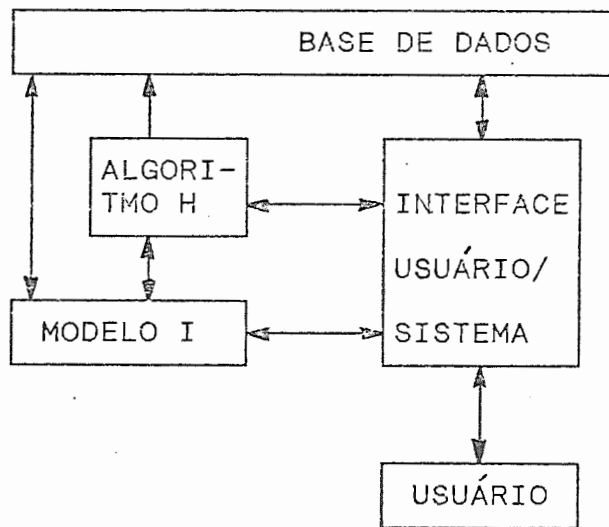 BASE DE DADOS
ALGORI-
TMO H
INTERFACE
USUÁRIO/
SISTEMA
MODELO I
USUÁRIO